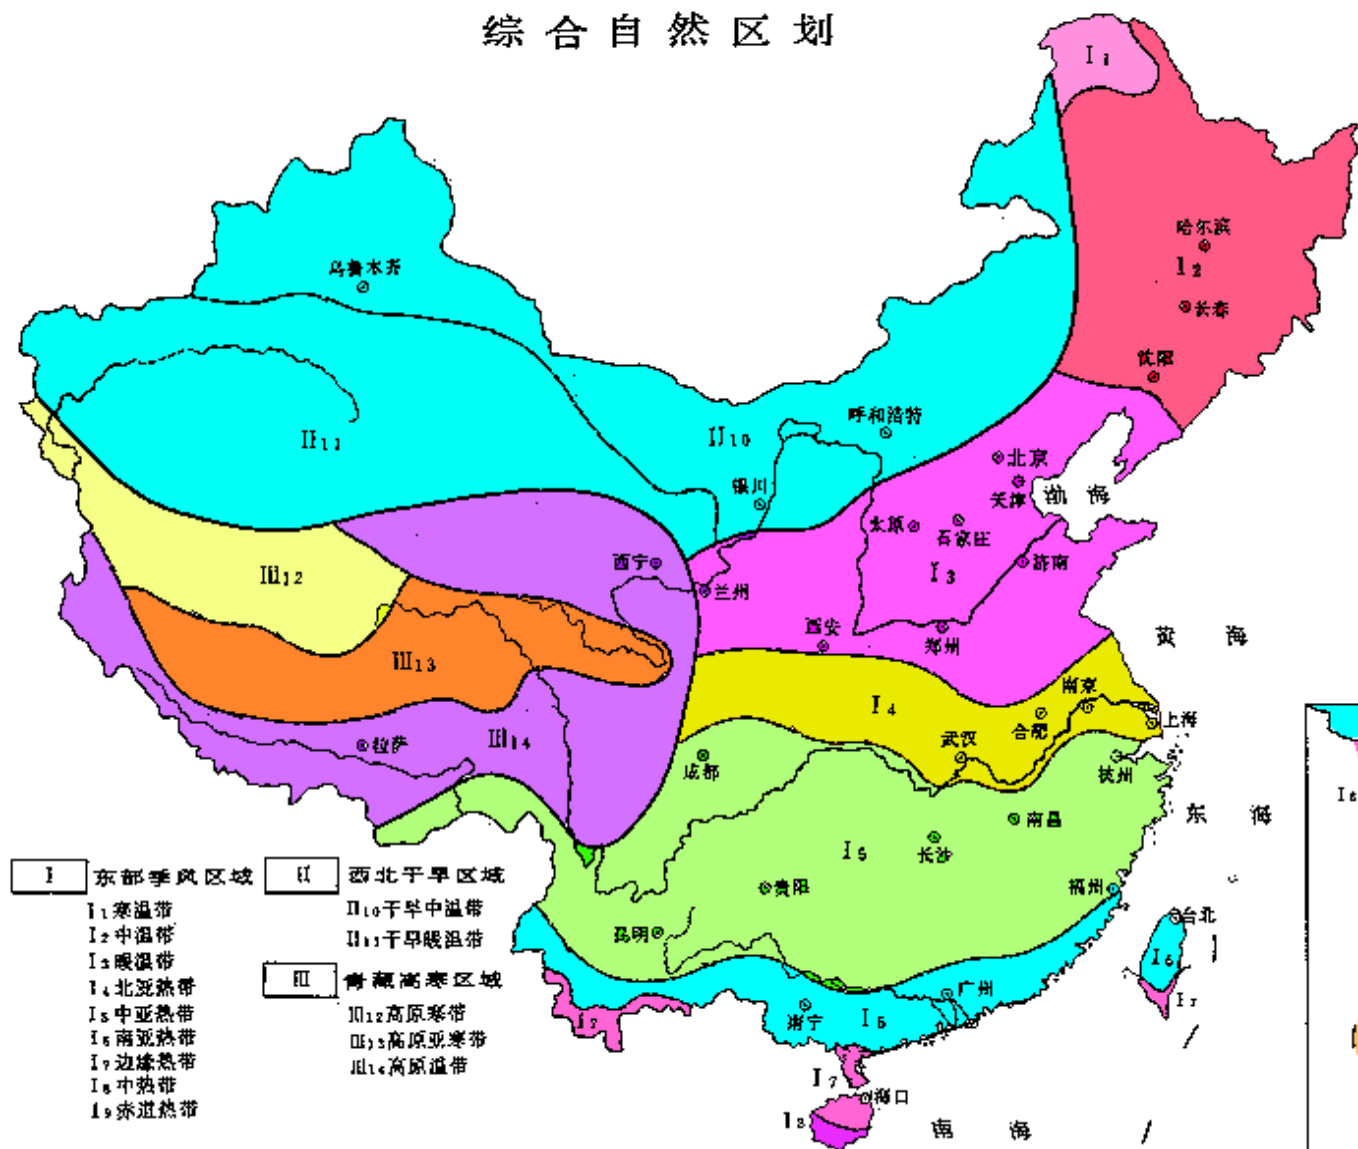 综合自然区划
I1
哈尔滨
I2
乌鲁木齐
长春
沈阳
呼和浩特
II11
II10
北京
银川
天津
渤海
太原
石家庄
西宁
III12
I3
济南
兰州
西安
郑州
黄海
III13
南京
I4
合肥
上海
拉萨
III14
武汉
成都
杭州
I6
东海
南昌
I5
长沙
I 东部季风区域
II 西北干旱区域
贵阳
福州
I1寒温带
II10干旱中温带
台北
I2中温带
昆明
II11干旱暖温带
I3暖温带
I6
III 青藏高寒区域
I4北亚热带
广州
I7
I5中亚热带
III12高原寒带
南宁
I6
I7
I6南亚热带
III13高原亚寒带
I7边缘热带
III14高原温带
I7
I8中热带
海口
I9赤道热带
I8
南海